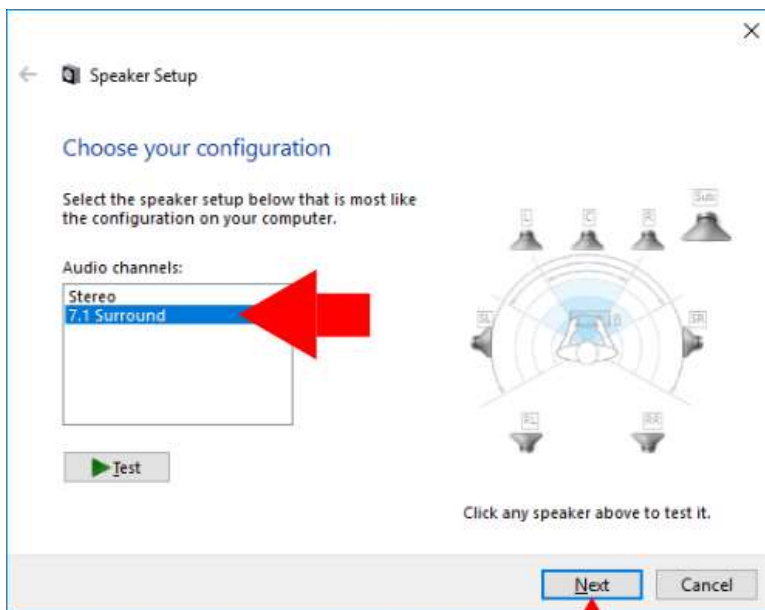 Speaker Setup
Choose your configuration
Select the speaker setup below that is most like
the configuration on your computer.
Audio channels:
Stereo
7.1 Surround
Test
L
C
R
Sub
SL
SR
RL
RR
Click any speaker above to test it.
Next
Cancel